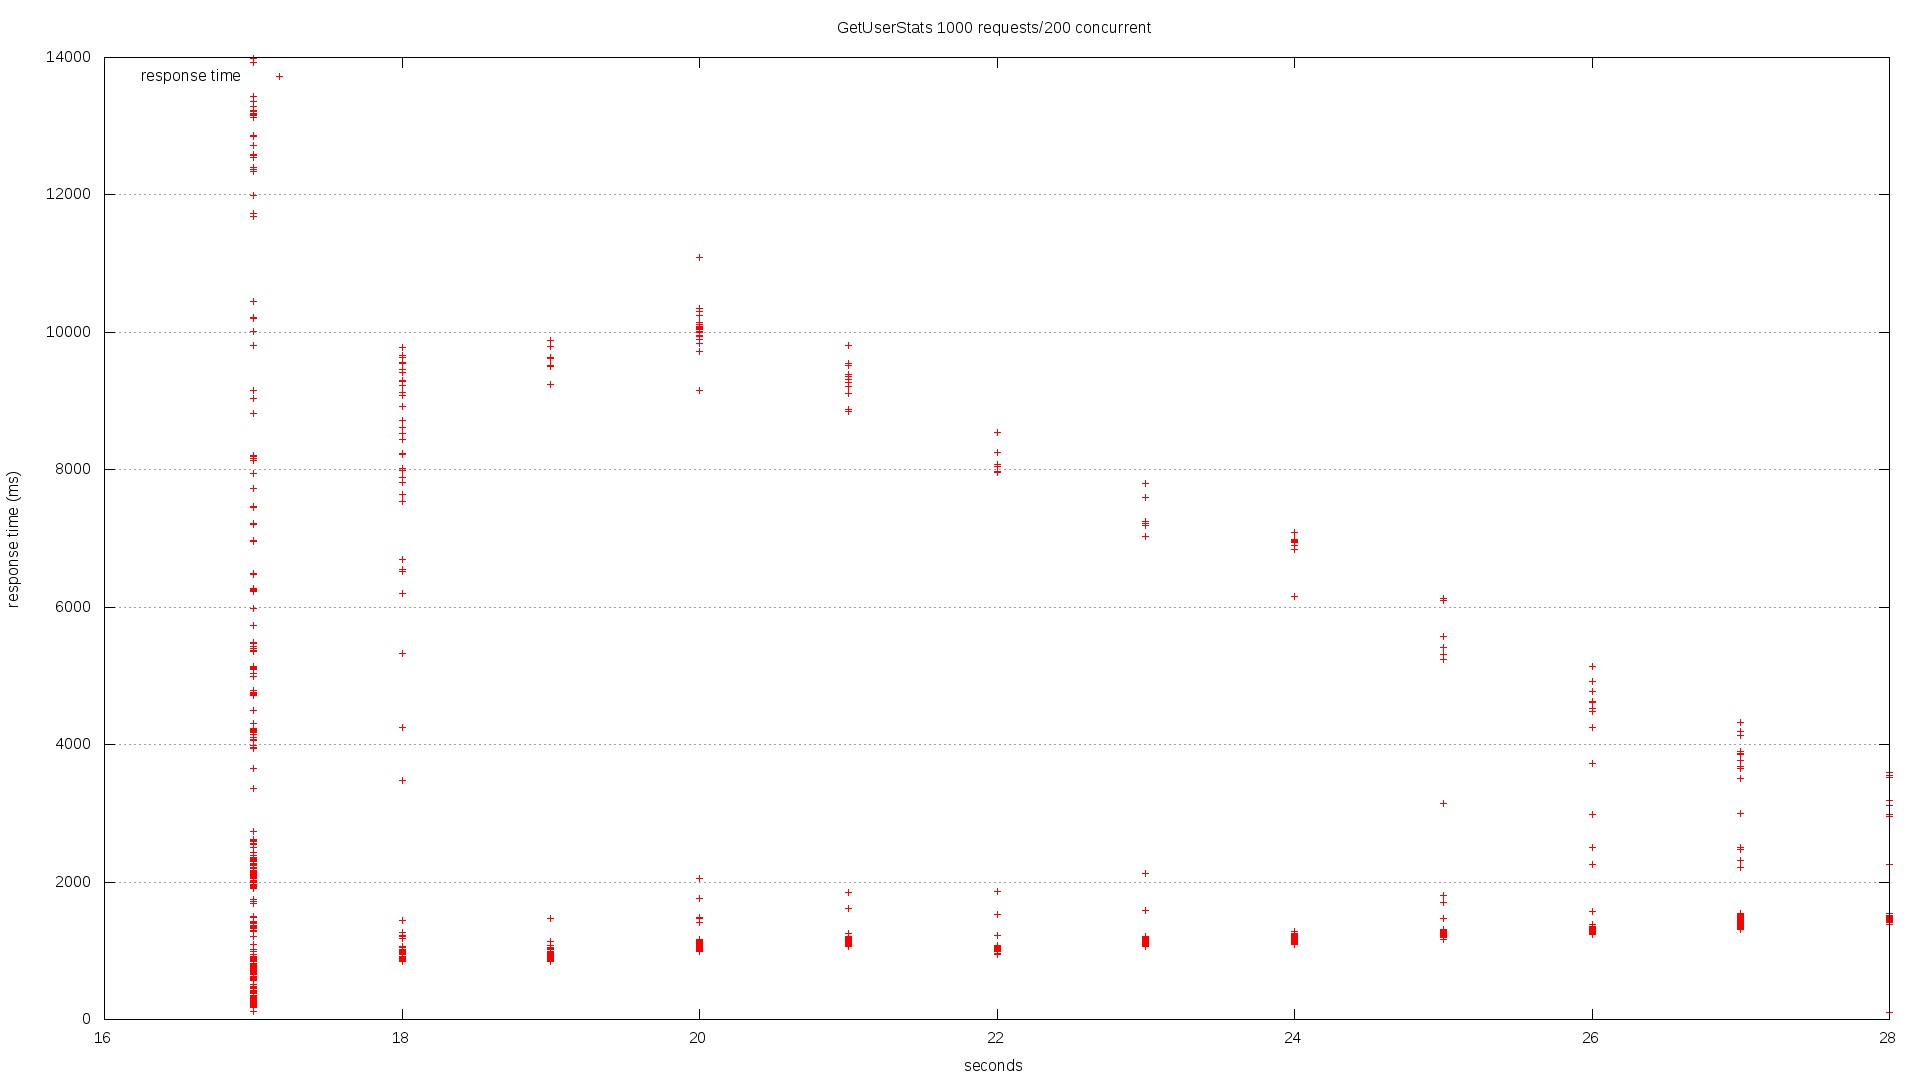 GetUserStats 1000 requests/200 concurrent
14000
response time
12000
10000
8000
6000
4000
2000
0
response time (ms)
16 18 20 22 24 26 28
seconds